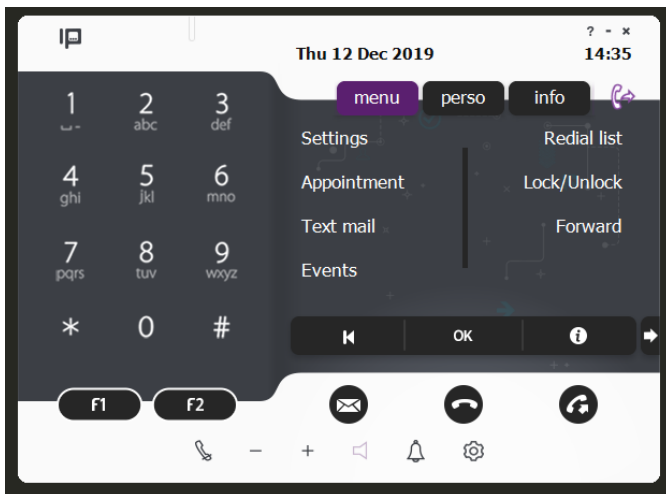 IP
? - ×
Thu 12 Dec 2019
14:35
menu
perso
info
1
2
abc
3
def
4
ghi
5
jkl
6
mno
7
pqrs
8
tuv
9
wxyz
*
0
#
Settings
Redial list
Appointment
Lock/Unlock
Text mail
Forward
Events
OK
i
F1
F2
- +